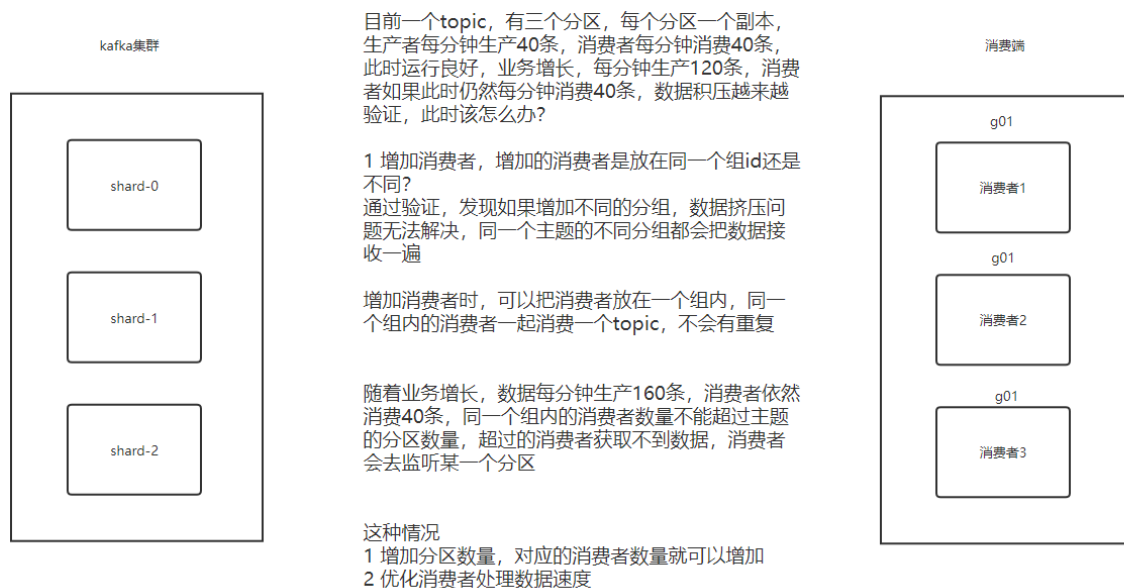 kafka集群
shard-0
shard-1
shard-2
目前一个topic，有三个分区，每个分区一个副本，
生产者每分钟生产40条，消费者每分钟消费40条，
此时运行良好，业务增长，每分钟生产120条，消费
者如果此时仍然每分钟消费40条，数据积压越来越
验证，此时该怎么办？
1 增加消费者，增加的消费者是放在同一个组id还是
不同？
通过验证，发现如果增加不同的分组，数据挤压问
题无法解决，同一个主题的不同分组都会把数据接
收一遍
增加消费者时，可以把消费者放在一个组内，同一
个组内的消费者一起消费一个topic，不会有重复
随着业务增长，数据每分钟生产160条，消费者依然
消费40条，同一个组内的消费者数量不能超过主题
的分区数量，超过的消费者获取不到数据，消费者
会去监听某一个分区
这种情况
1 增加分区数量，对应的消费者数量就可以增加
2 优化消费者处理数据速度
消费端
g01
消费者1
g01
消费者2
g01
消费者3